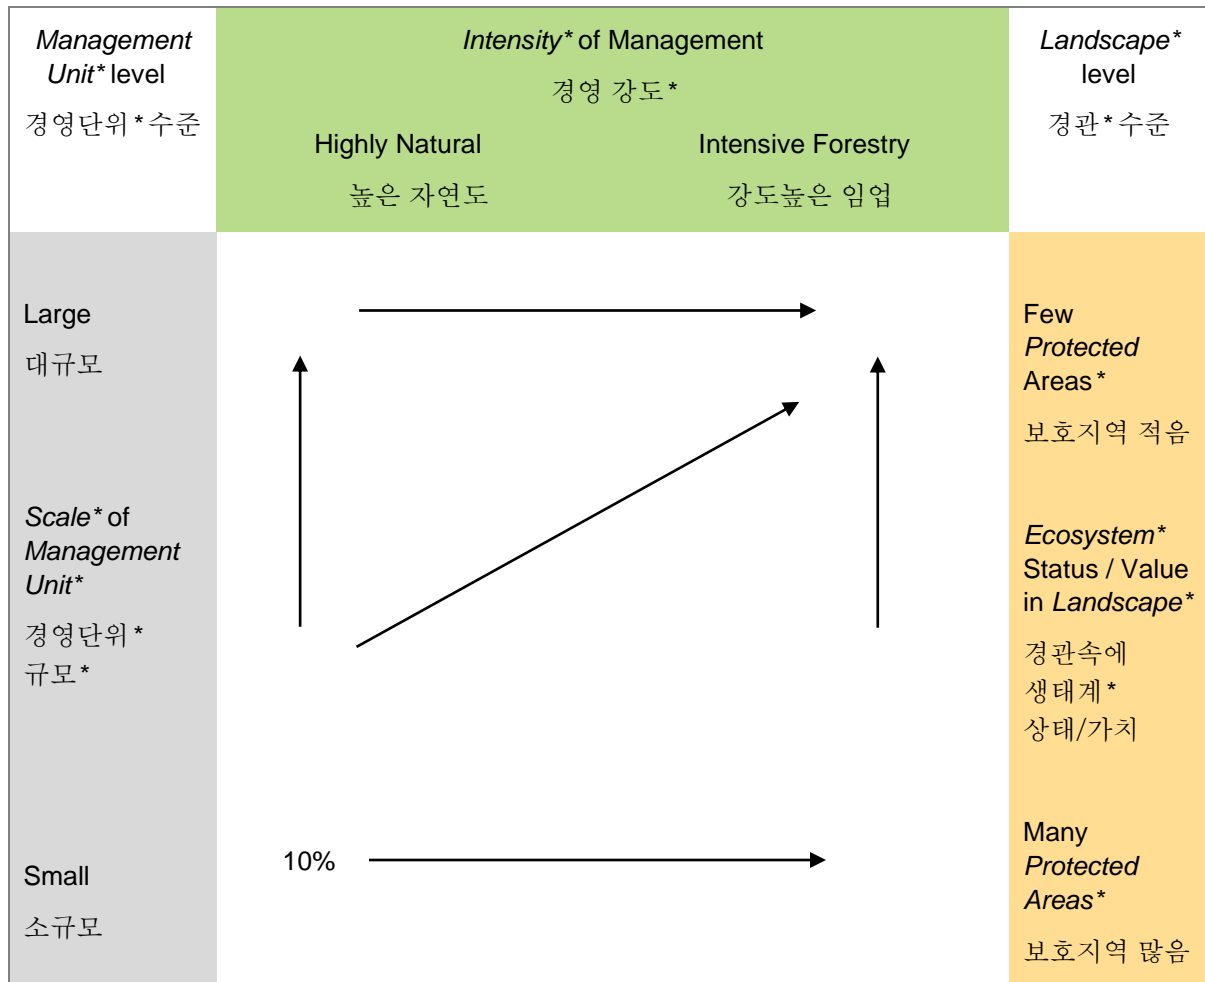 Management
Unit* level
경영단위*수준
Intensity* of Management
경영 강도*
Highly Natural
높은 자연도
Intensive Forestry
강도높은 임업
Landscape*
level
경관*수준
Large
대규모
Scale* of
Management
Unit*
경영단위*
규모*
Small
소규모
10%
Few
Protected
Areas*
보호지역 적음
Ecosystem*
Status / Value
in Landscape*
경관속에
생태계*
상태/가치
Many
Protected
Areas*
보호지역 많음